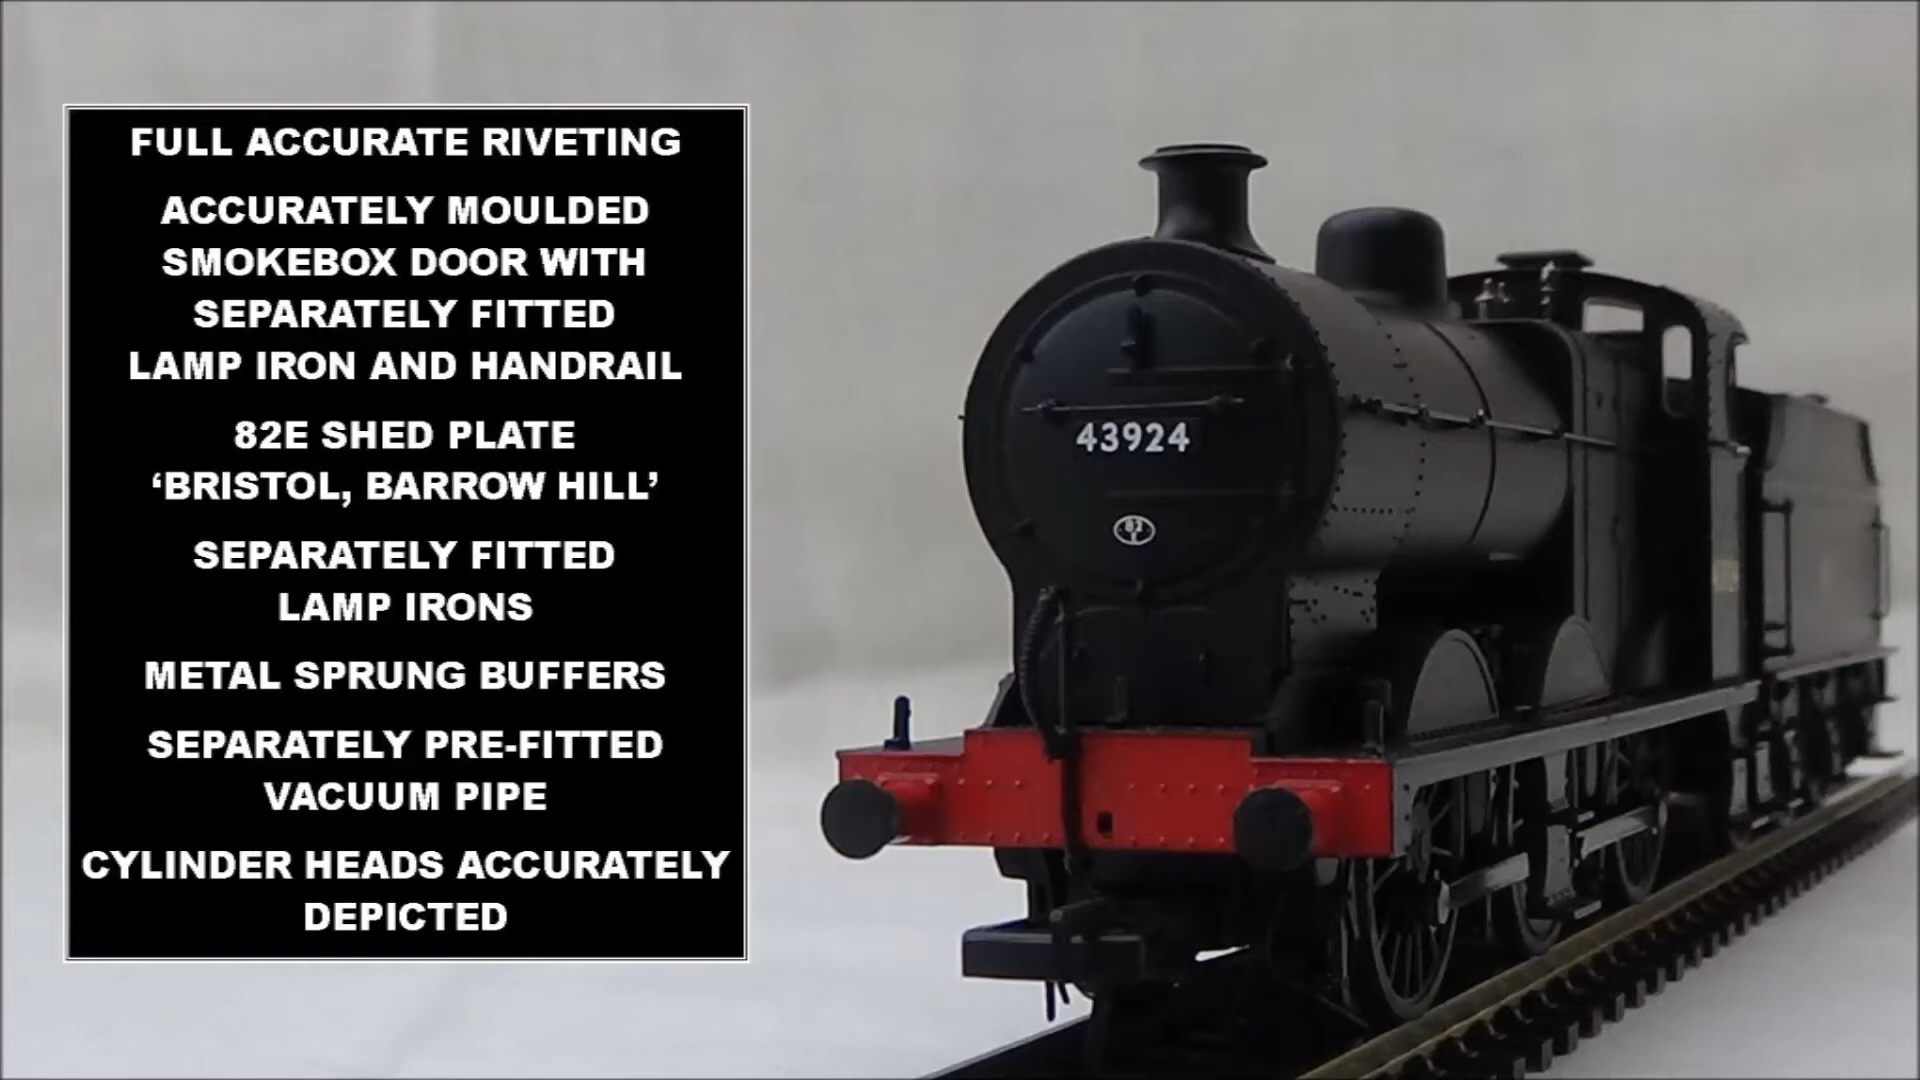 FULL ACCURATE RIVETING
ACCURATELY MOULDED
SMOKEBOX DOOR WITH
SEPARATELY FITTED
LAMP IRON AND HANDRAIL
82E SHED PLATE
‘BRISTOL, BARROW HILL’
SEPARATELY FITTED
LAMP IRONS
METAL SPRUNG BUFFERS
SEPARATELY PRE-FITTED
VACUUM PIPE
CYLINDER HEADS ACCURATELY
DEPICTED
43924
82
E